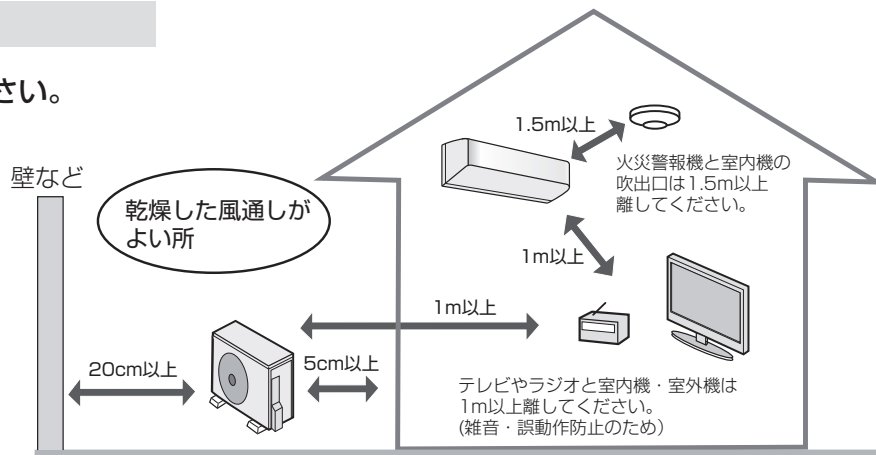 さい。
壁など
乾燥した風通しが
よい所
1.5m以上
火災警報機と室内機の
吹出口は1.5m以上
離してください。
1m以上
1m以上
20cm以上
5cm以上
テレビやラジオと室内機・室外機は
1m以上離してください。
(雑音・誤動作防止のため)